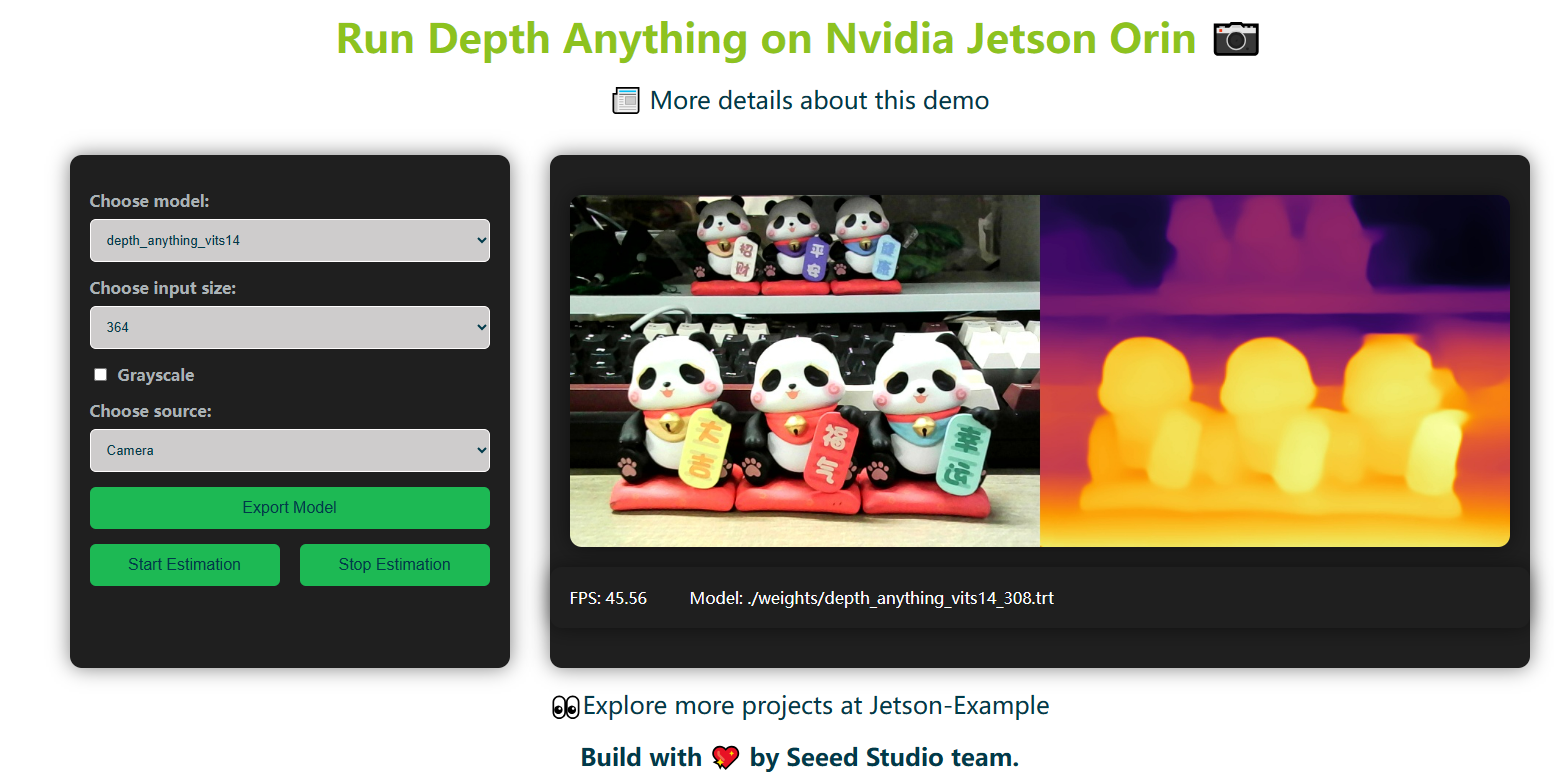 Run Depth Anything on Nvidia Jetson Orin
More details about this demo
Choose model:
depth_anything_vits14
Choose input size:
364
Grayscale
Choose source:
Camera
Export Model
Start Estimation
Stop Estimation
招财
平安
健康
大吉
福气
幸运
FPS: 45.56
Model: ./weights/depth_anything_vits14_308.trt
Explore more projects at Jetson-Example
Build with 💖 by Seeed Studio team.